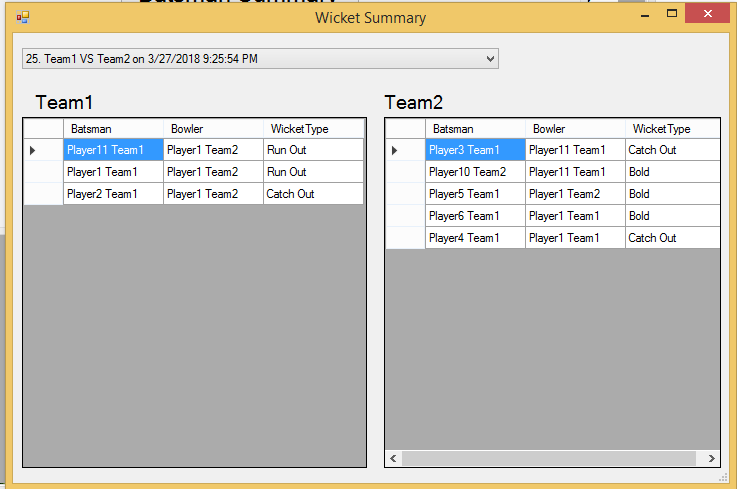 Batsman Summary
Wicket Summary
25. Team1 VS Team2 on 3/27/2018 9:25:54 PM
Team1
Batsman Bowler WicketType
Player11 Team1 Player1 Team2 Run Out
Player1 Team1 Player1 Team2 Run Out
Player2 Team1 Player1 Team2 Catch Out
Team2
Batsman Bowler WicketType
Player3 Team1 Player11 Team1 Catch Out
Player10 Team2 Player11 Team1 Bold
Player5 Team1 Player1 Team2 Bold
Player6 Team1 Player1 Team1 Bold
Player4 Team1 Player1 Team1 Catch Out